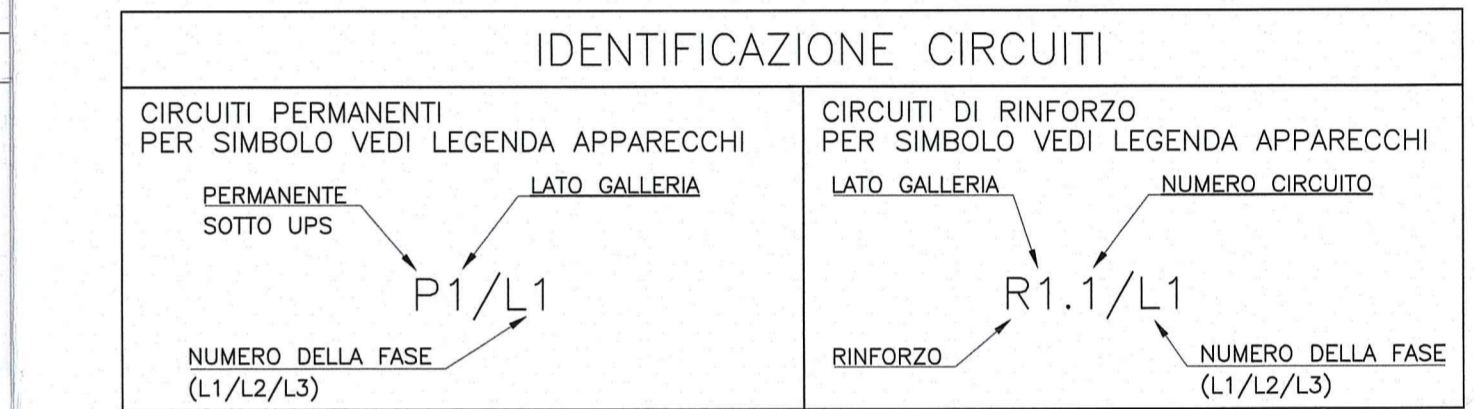 IDENTIFICAZIONE CIRCUITI
CIRCUITI PERMANENTI
PER SIMBOLO VEDI LEGENDA APPARECCHI
PERMANENTE
SOTTO UPS
LATO GALLERIA
P1/L1
NUMERO DELLA FASE
(L1/L2/L3)
CIRCUITI DI RINFORZO
PER SIMBOLO VEDI LEGENDA APPARECCHI
LATO GALLERIA
NUMERO CIRCUITO
R1.1/L1
RINFORZO
NUMERO DELLA FASE
(L1/L2/L3)